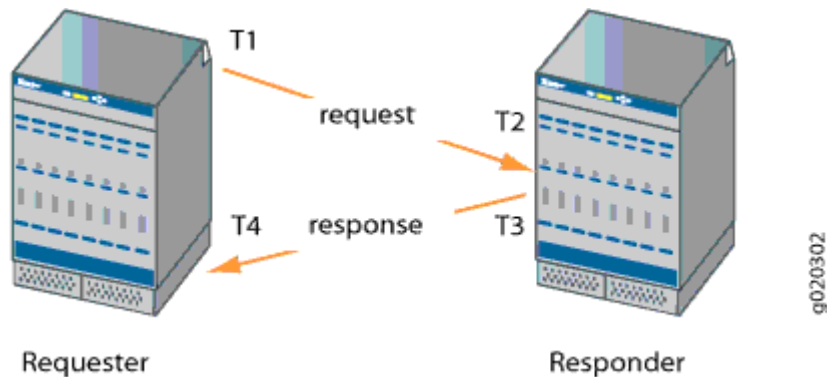 T1
request
T2
T4
response
T3
Requester
Responder
g020302